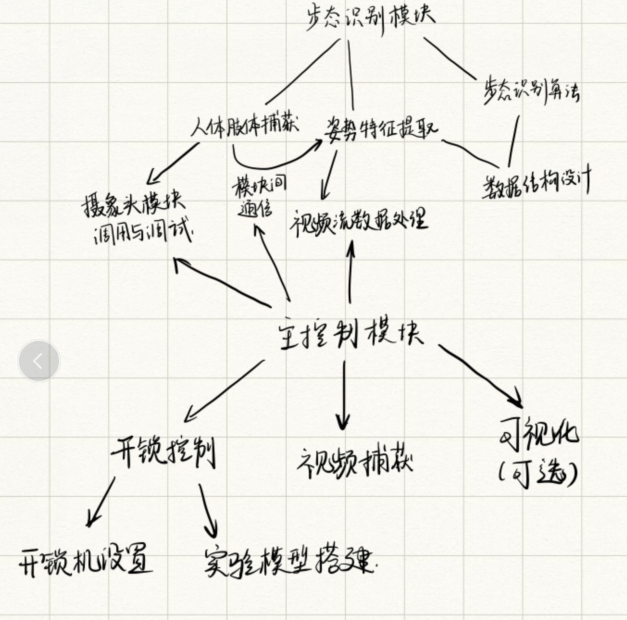 步态识别模块
步态识别算法
人体肢体捕获
姿势特征提取
数据结构设计
模块间
通信
摄象头模块
调用与调试.
视频流数据处理
主控制模块
开锁控制
视频捕获
可视化
(可选)
开锁机设置
实验模型搭建.